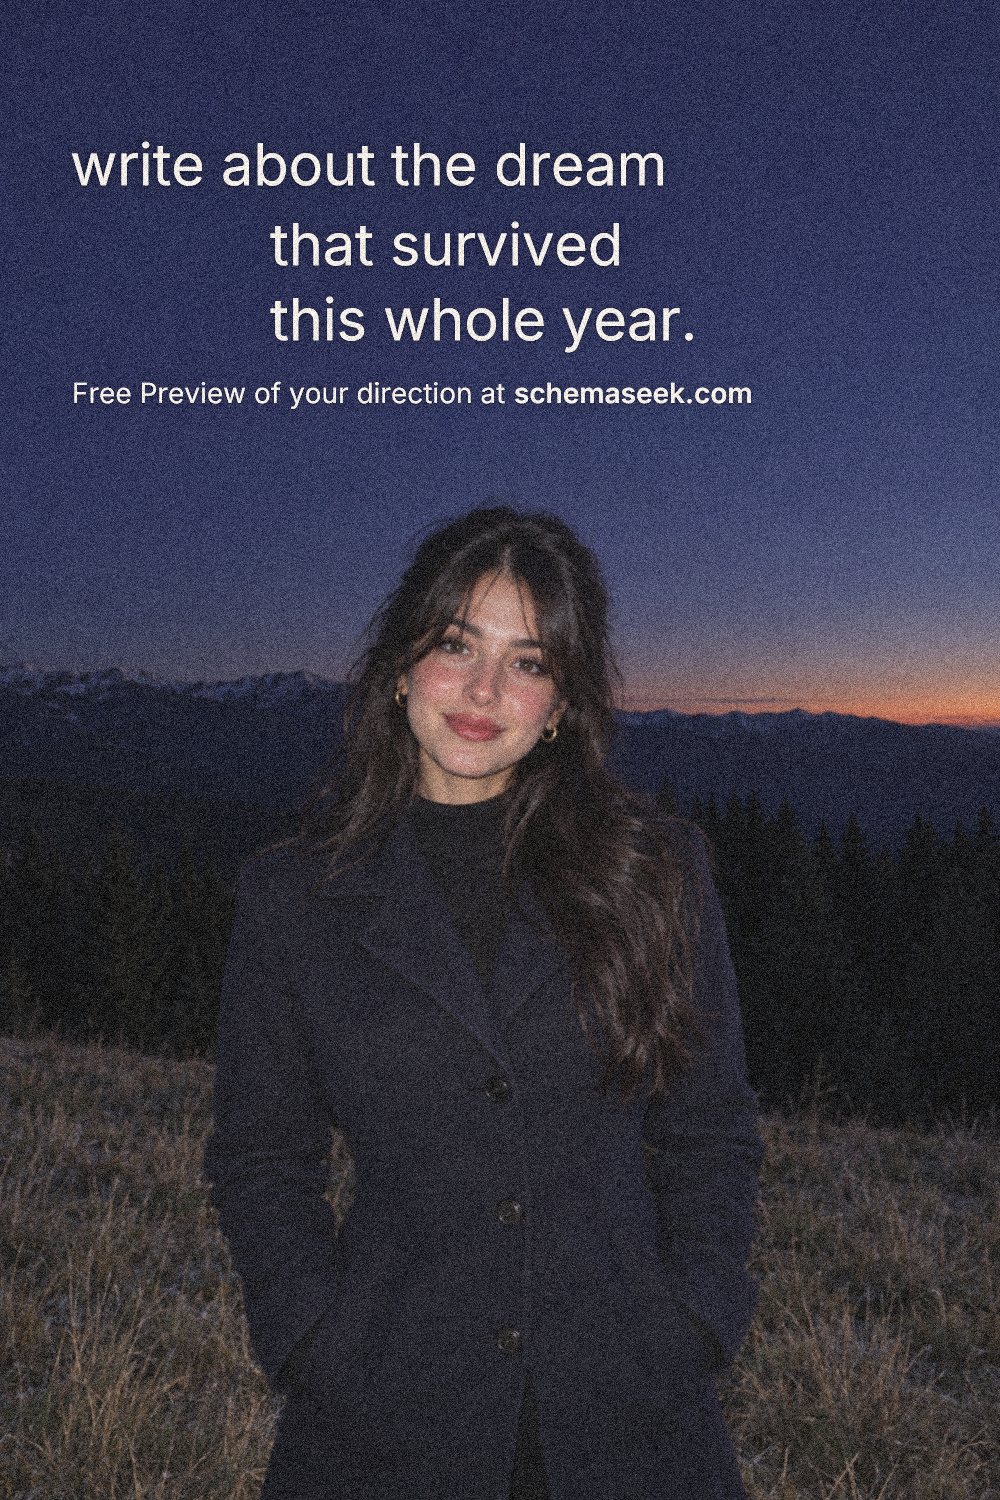 write about the dream
that survived
this whole year.
Free Preview of your direction at schemaseek.com